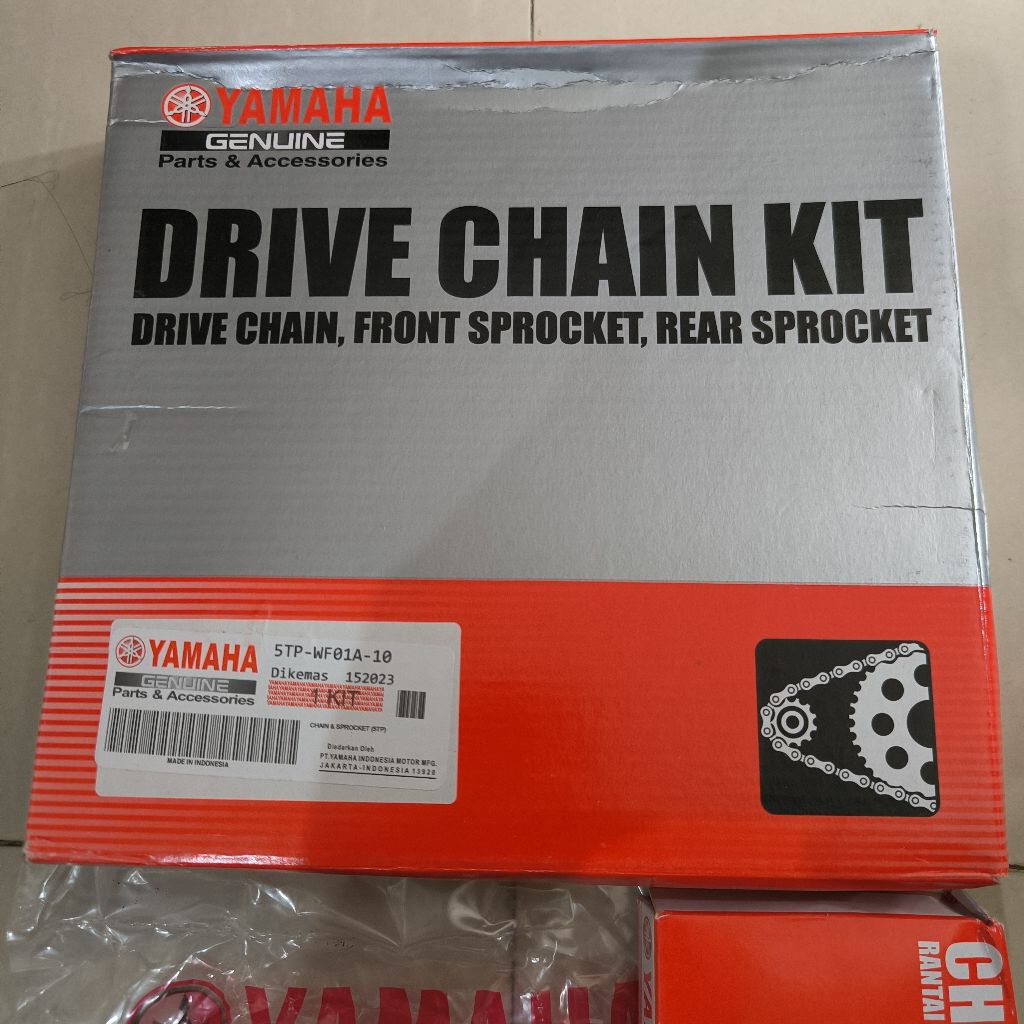 YAMAHA
GENUINE
Parts & Accessories
DRIVE CHAIN KIT
DRIVE CHAIN, FRONT SPROCKET, REAR SPROCKET
YAMAHA
GENUINE
Parts & Accessories
MADE IN INDONESIA
5TP-WF01A-10
Dikemas 152023
1 KIT
CHAIN & SPROCKET (5TP)
Diedarkan Oleh
PT.YAMAHA INDONESIA MOTOR MFG.
JAKARTA-INDONESIA 13920
YAMAHA
CH
RANTAI